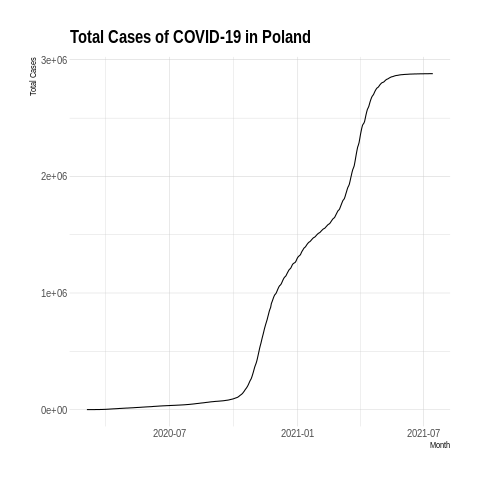 Total Cases of COVID-19 in Poland
Total Cases
3e+06
2e+06
1e+06
0e+00
2020-07
2021-01
2021-07
Month